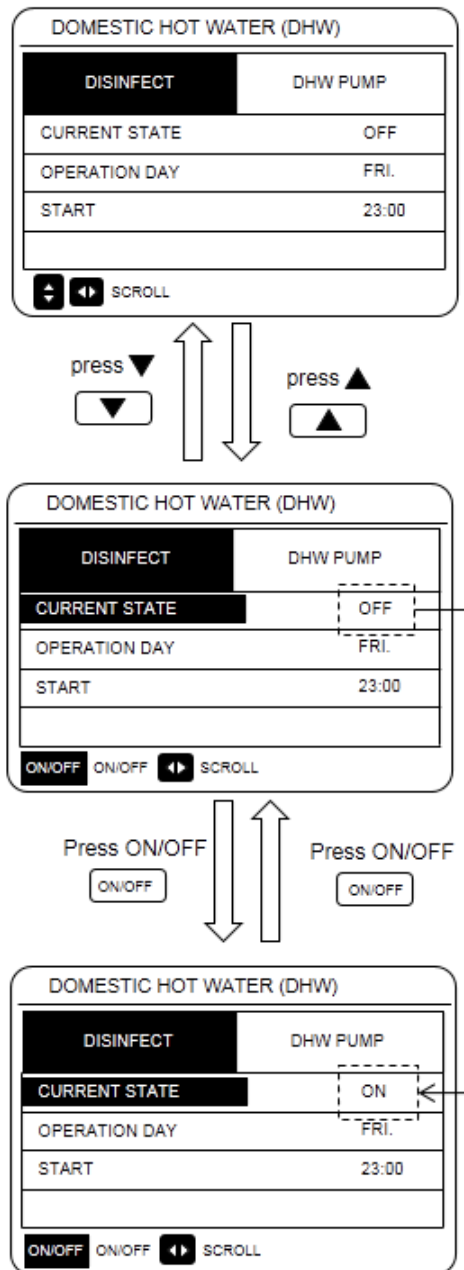 DOMESTIC HOT WATER (DHW)
DISINFECT DHW PUMP
CURRENT STATE OFF
OPERATION DAY FRI.
START 23:00
SCROLL
press ▼ press ▲
▼ ▲
DOMESTIC HOT WATER (DHW)
DISINFECT DHW PUMP
CURRENT STATE OFF
OPERATION DAY FRI.
START 23:00
ON/OFF ON/OFF SCROLL
Press ON/OFF Press ON/OFF
ON/OFF ON/OFF
DOMESTIC HOT WATER (DHW)
DISINFECT DHW PUMP
CURRENT STATE ON
OPERATION DAY FRI.
START 23:00
ON/OFF ON/OFF SCROLL